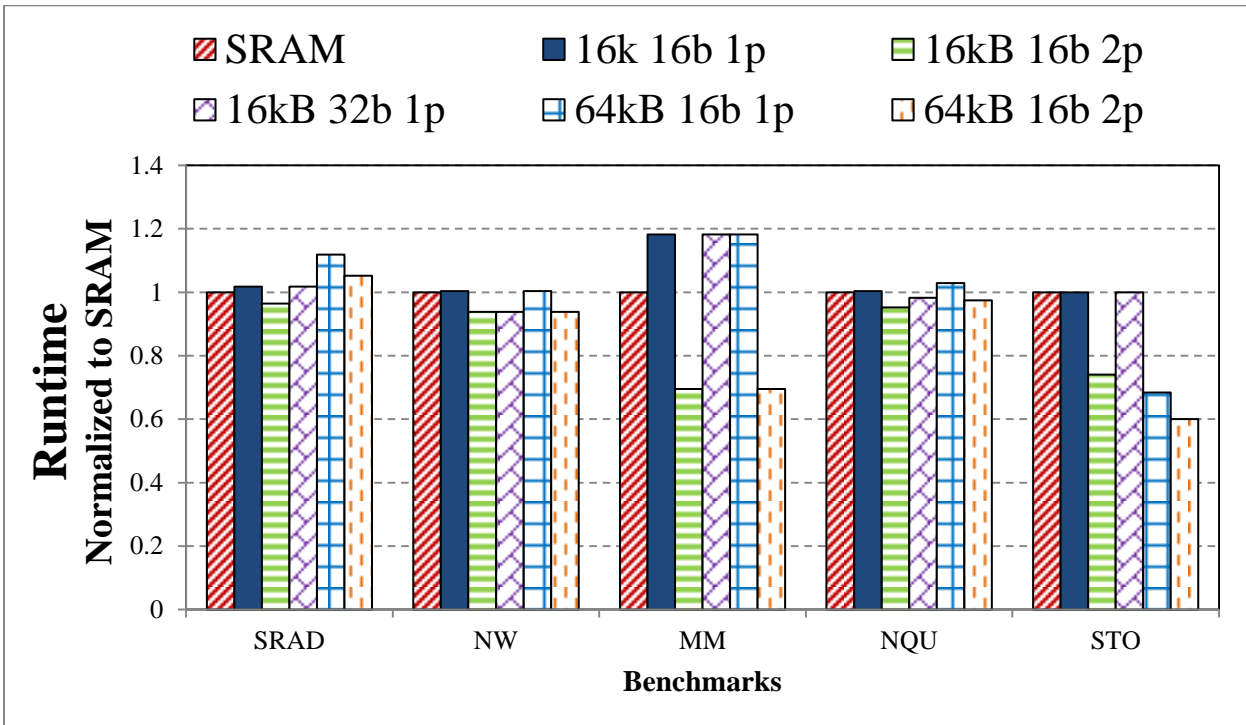 SRAM 16k 16b 1p 16kB 16b 2p
16kB 32b 1p 64kB 16b 1p 64kB 16b 2p
Runtime
Normalized to SRAM
1.4
1.2
1
0.8
0.6
0.4
0.2
0
SRAD NW MM NQU STO
Benchmarks